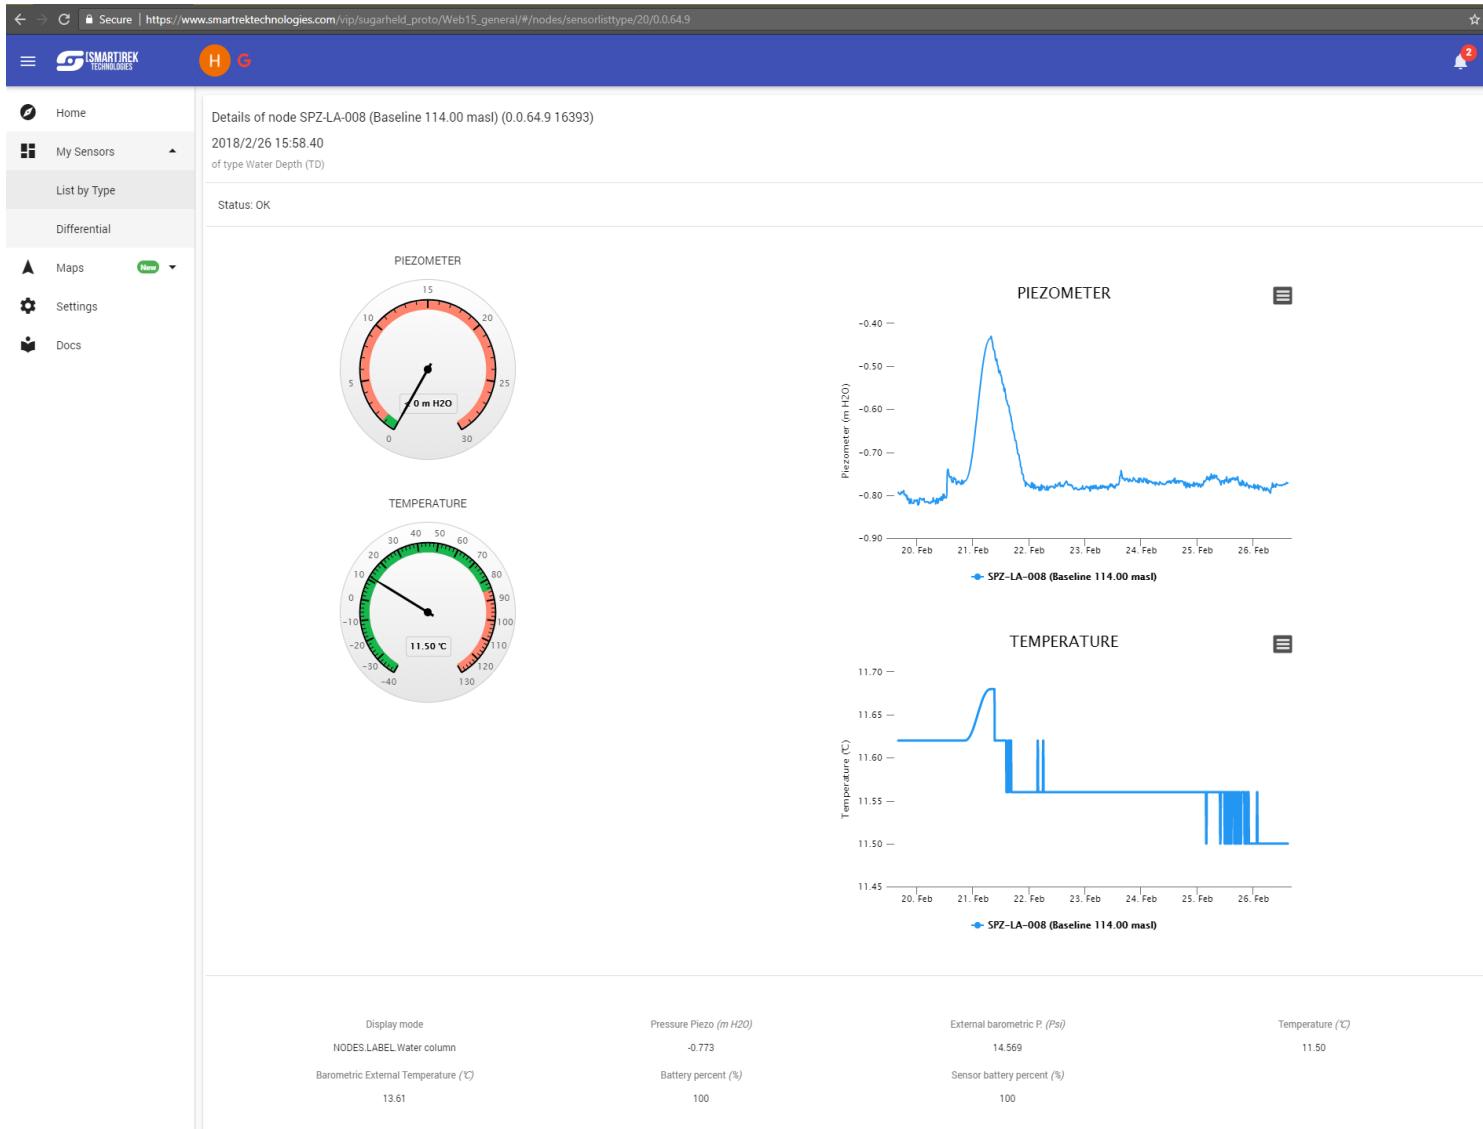 Secure | https://www.smartrektechnologies.com/vip/sugarheld_proto/Web15_general/#/nodes/sensorlisttype/20/0.0.64.9
[SMART]REK
TECHNOLOGIES
H G
2
Home
My Sensors
List by Type
Differential
Maps New
Settings
Docs
Details of node SPZ-LA-008 (Baseline 114.00 masl) (0.0.64.9 16393)
2018/2/26 15:58.40
of type Water Depth (TD)
Status: OK
PIEZOMETER
0 5 10 15 20 25 30
< 0 m H2O
TEMPERATURE
-40 -30 -20 -10 0 10 20 30 40 50 60 70 80 90 100 110 120 130
11.50 °C
PIEZOMETER
Piezometer (m H2O)
-0.40
-0.50
-0.60
-0.70
-0.80
-0.90
20. Feb 21. Feb 22. Feb 23. Feb 24. Feb 25. Feb 26. Feb
SPZ-LA-008 (Baseline 114.00 masl)
TEMPERATURE
Temperature (°C)
11.70
11.65
11.60
11.55
11.50
11.45
20. Feb 21. Feb 22. Feb 23. Feb 24. Feb 25. Feb 26. Feb
SPZ-LA-008 (Baseline 114.00 masl)
Display mode
NODES.LABEL.Water column
Pressure Piezo (m H2O)
-0.773
External barometric P. (Psi)
14.569
Temperature (°C)
11.50
Barometric External Temperature (°C)
13.61
Battery percent (%)
100
Sensor battery percent (%)
100